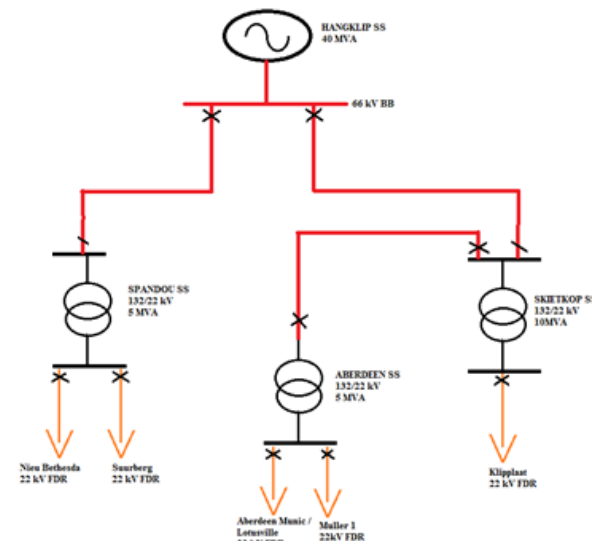 HANGKLIP SS
40 MVA
66 kV BB
SPANDOU SS
132/22 kV
5 MVA
SKIETKOP SS
132/22 kV
10MVA
ABERDEEN SS
132/22 kV
5 MVA
Nieu Bethesda
22 kV FDR
Suurberg
22 kV FDR
Klipplaat
22 kV FDR
Aberdeen Munic /
Lotusville
Muller 1
22kV FDR